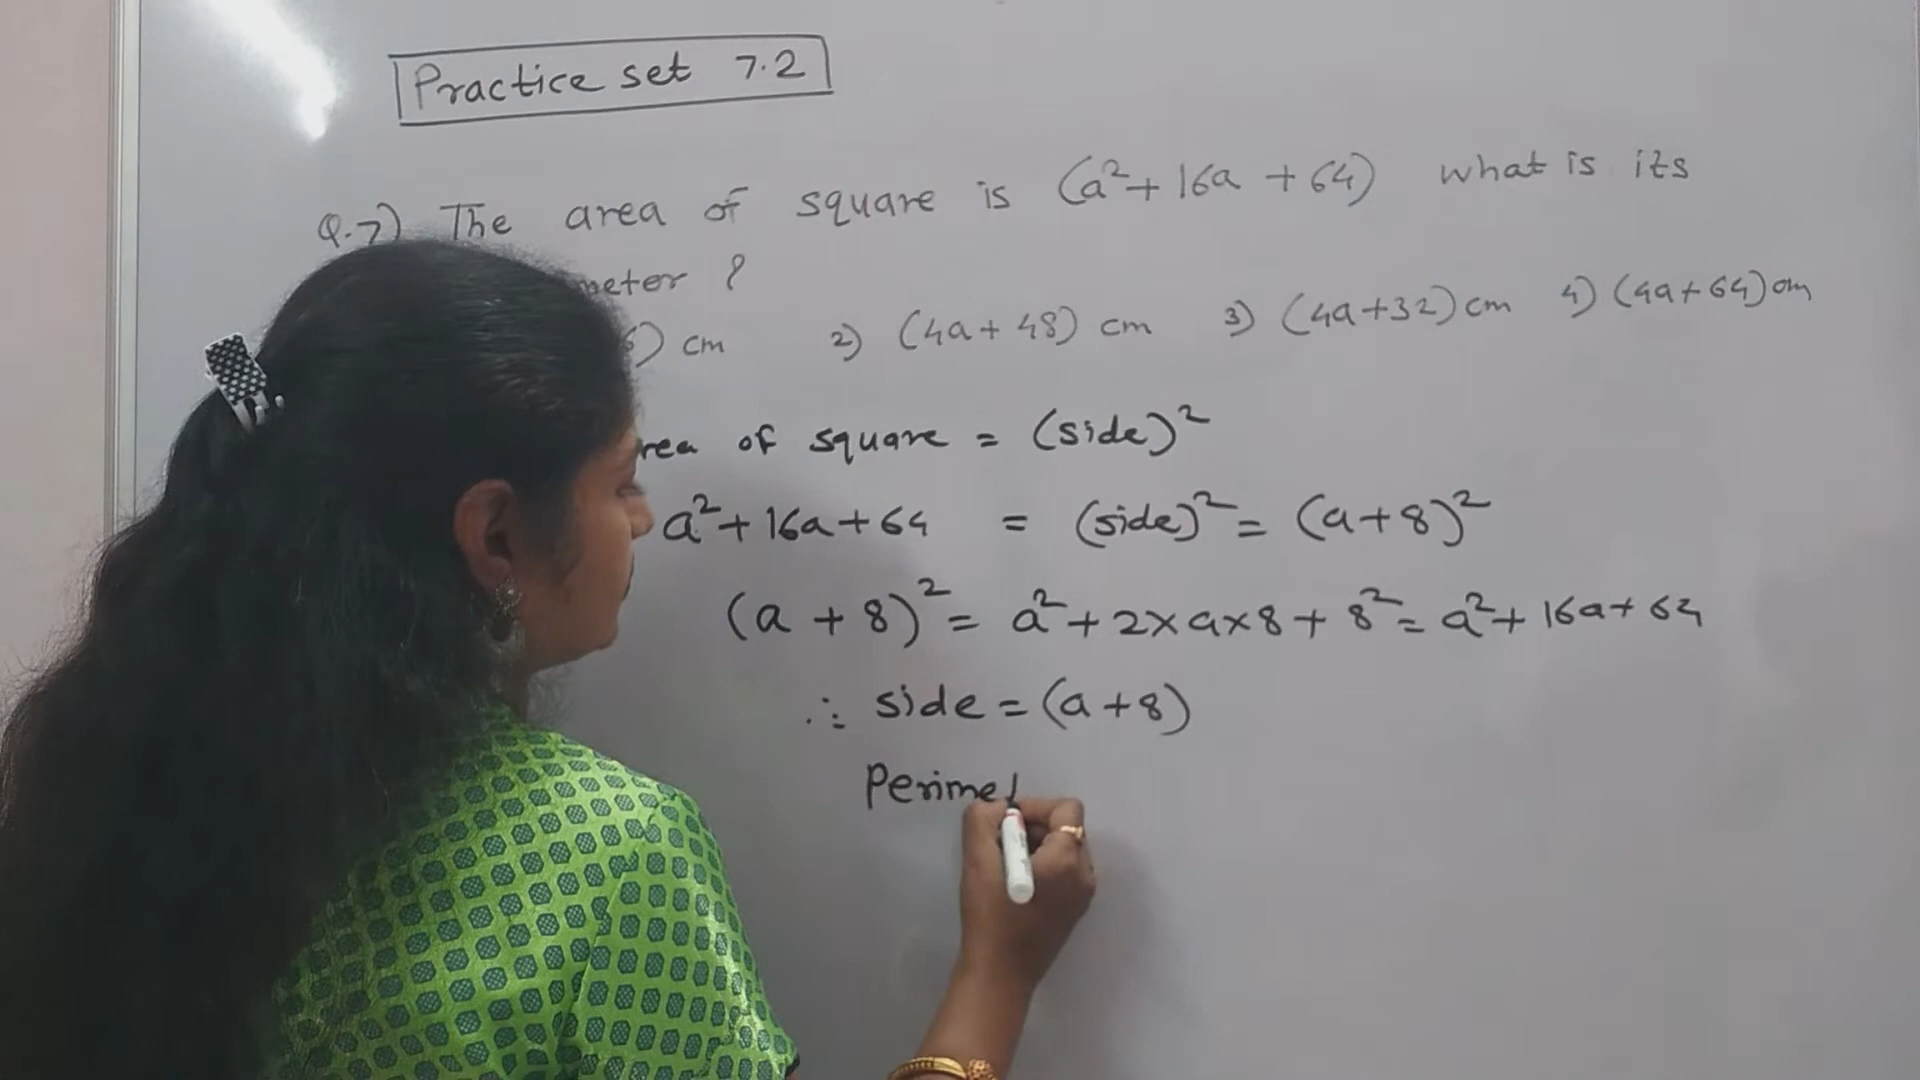 Practice set 7.2
Q.7) The area of square is (a²+ 16a + 64) what is its
meter ?
) cm 2) (4a + 48) cm 3) (4a+32) cm 4) (4a+64) cm
rea of square = (side)²
a²+16a+64 = (side)² = (a+8)²
(a + 8)² = a²+ 2×a×8+ 8² = a²+ 16a+ 64
∴ side = (a+8)
Perimet